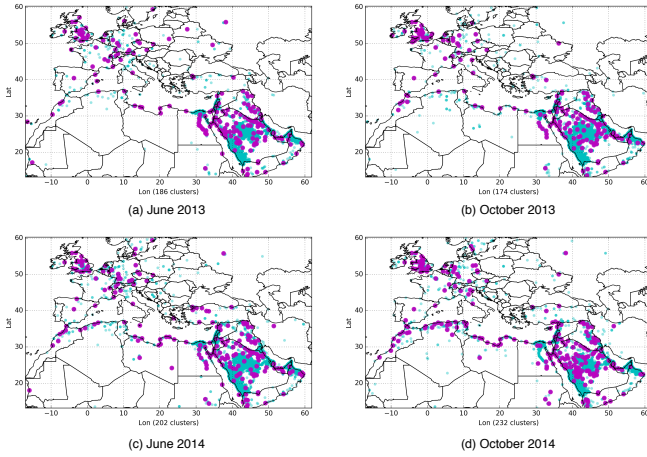 60
50
40
30
20
Lat
−10 0 10 20 30 40 50 60
Lon (186 clusters)
(a) June 2013
60
50
40
30
20
Lat
−10 0 10 20 30 40 50 60
Lon (174 clusters)
(b) October 2013
60
50
40
30
20
Lat
−10 0 10 20 30 40 50 60
Lon (202 clusters)
(c) June 2014
60
50
40
30
20
Lat
−10 0 10 20 30 40 50 60
Lon (232 clusters)
(d) October 2014